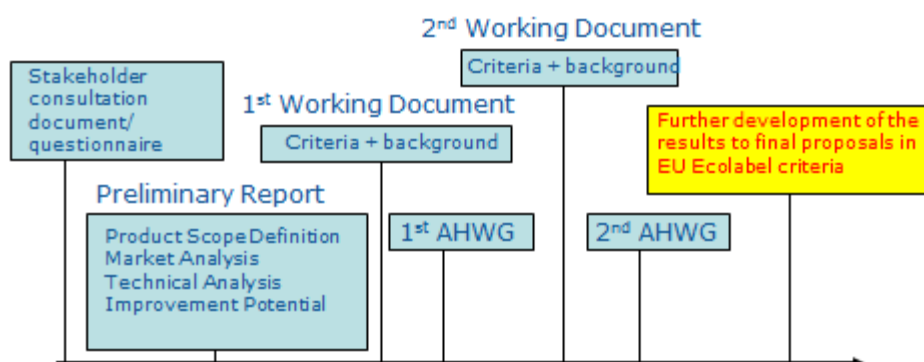 2nd Working Document
Criteria + background
Stakeholder
consultation
document/
questionnaire
1st Working Document
Criteria + background
Further development of the
results to final proposals in
EU Ecolabel criteria
Preliminary Report
Product Scope Definition
Market Analysis
Technical Analysis
Improvement Potential
1st AHWG
2nd AHWG